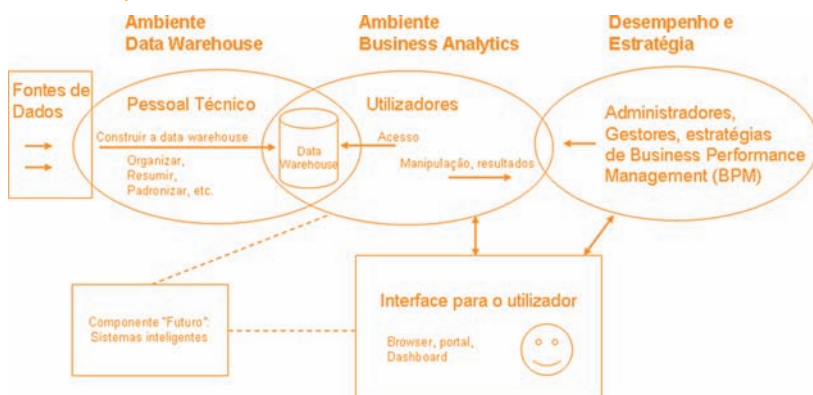 Ambiente
Data Warehouse
Ambiente
Business Analytics
Desempenho e
Estratégia
Fontes de
Dados
Pessoal Técnico
Construir a data warehouse
Organizar,
Resumir,
Padronizar, etc.
Data
Warehouse
Utilizadores
Acesso
Manipulação, resultados
Administradores,
Gestores, estratégias
de Business Performance
Management (BPM)
Componente "Futuro":
Sistemas inteligentes
Interface para o utilizador
Browser, portal,
Dashboard